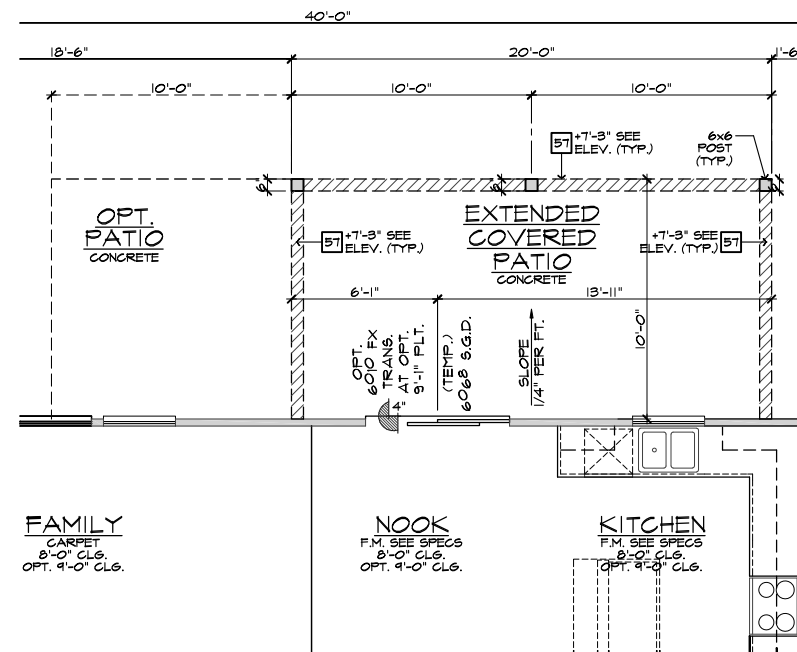 40'-0"
18'-6"
20'-0"
1'-6
10'-0"
10'-0"
10'-0"
57
+7'-3" SEE
ELEV. (TYP.)
6x6
POST
(TYP.)
6
6
6
OPT.
PATIO
CONCRETE
57
+7'-3" SEE
ELEV. (TYP.)
EXTENDED
COVERED
PATIO
CONCRETE
+7'-3" SEE
ELEV. (TYP.)
57
6'-1"
13'-11"
OPT.
6010 FX
TRANS.
AT OPT.
9'-1" PLT.
(TEMP.)
6068 S.G.D.
SLOPE
1/4" PER FT.
10'-0"
4"
FAMILY
CARPET
8'-0" CLG.
OPT. 9'-0" CLG.
NOOK
F.M. SEE SPECS
8'-0" CLG.
OPT. 9'-0" CLG.
KITCHEN
F.M. SEE SPECS
8'-0" CLG.
OPT. 9'-0" CLG.